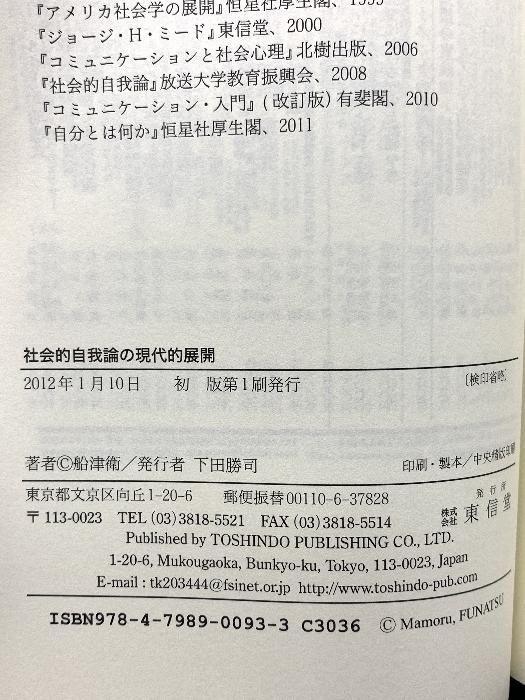 『アメリカ社会学の展開』恒星社厚生閣、1999
『ジョージ・H・ミード』東信堂、2000
『コミュニケーションと社会心理』北樹出版、2006
『社会的自我論』放送大学教育振興会、2008
『コミュニケーション・入門』(改訂版) 有斐閣、2010
『自分とは何か』恒星社厚生閣、2011
社会的自我論の現代的展開
2012年1月10日 初 版第1刷発行 〔検印省略〕
著者Ⓒ船津衛／発行者 下田勝司 印刷・製本／中央精版印刷
東京都文京区向丘1-20-6 郵便振替00110-6-37828
〒113-0023 TEL (03) 3818-5521 FAX (03) 3818-5514
発行所
株式会社 東信堂
Published by TOSHINDO PUBLISHING CO., LTD.
1-20-6, Mukougaoka, Bunkyo-ku, Tokyo, 113-0023, Japan
E-mail : tk203444@fsinet.or.jp http://www.toshindo-pub.com
ISBN978-4-7989-0093-3 C3036 Ⓒ Mamoru, FUNATSU